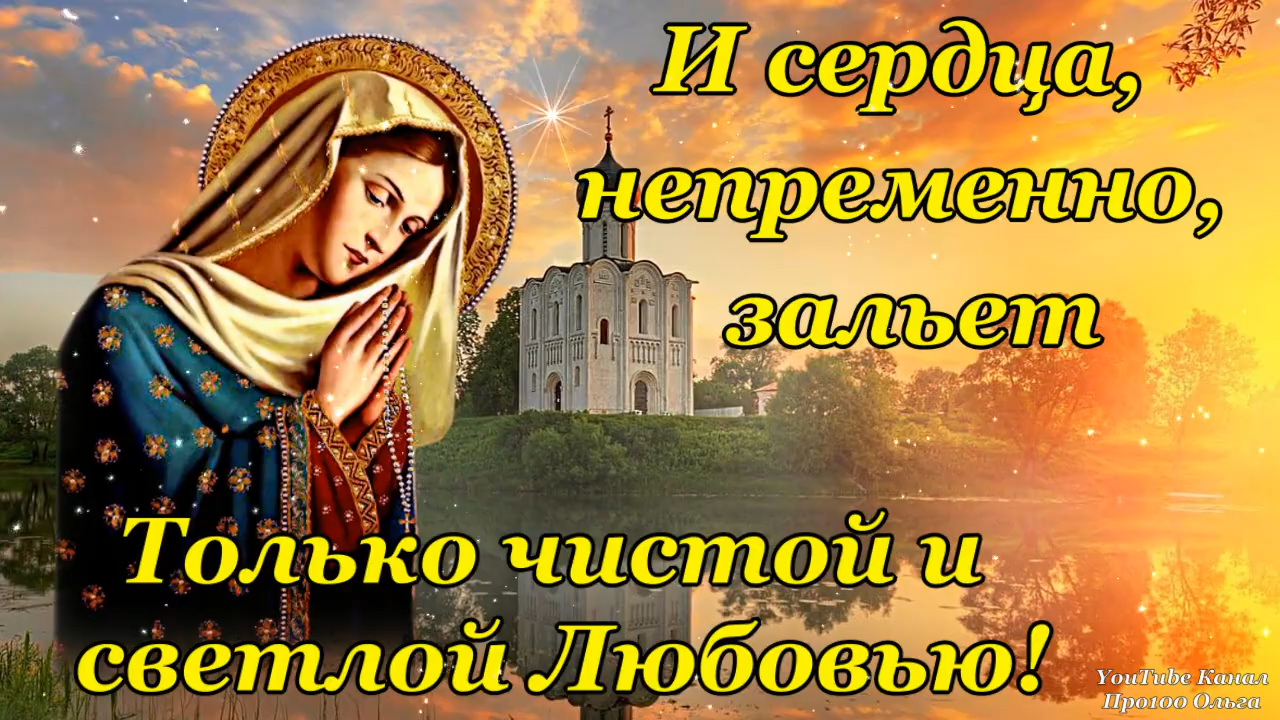 И сердца,
непременно,
зальет
Только чистой и
светлой Любовью!
YouTube Канал
Про100 Ольга